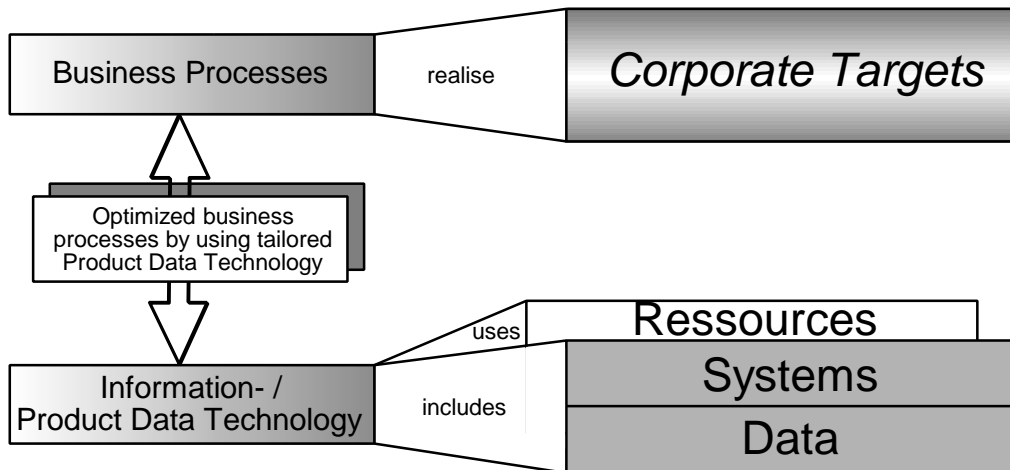 Business Processes
realise
Corporate Targets
Optimized business
processes by using tailored
Product Data Technology
uses
Ressources
Information- /
Product Data Technology
includes
Systems
Data